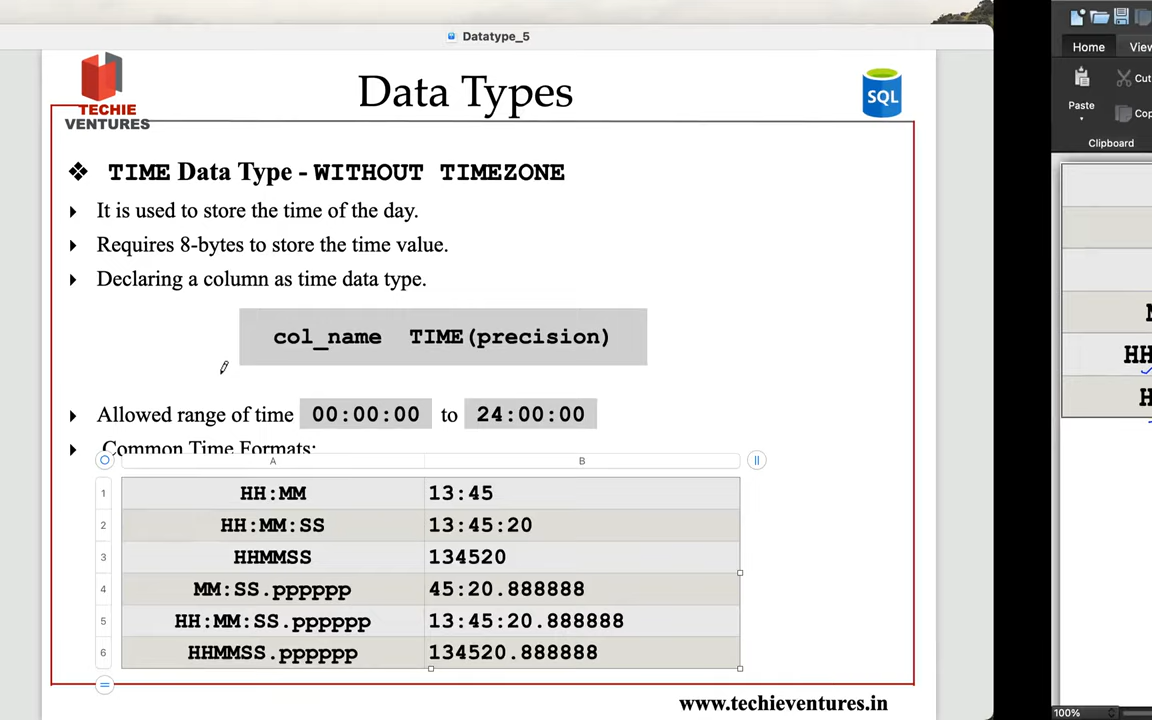 Datatype_5
TECHIE
VENTURES
Data Types
SQL
❖ TIME Data Type - WITHOUT TIMEZONE
It is used to store the time of the day.
Requires 8-bytes to store the time value.
Declaring a column as time data type.
col_name TIME(precision)
Allowed range of time 00:00:00 to 24:00:00
Common Time Formats:
A B
1 HH:MM 13:45
2 HH:MM:SS 13:45:20
3 HHMMSS 134520
4 MM:SS.pppppp 45:20.888888
5 HH:MM:SS.pppppp 13:45:20.888888
6 HHMMSS.pppppp 134520.888888
www.techieventures.in
Home
Paste
Clipboard
HH
H
100%